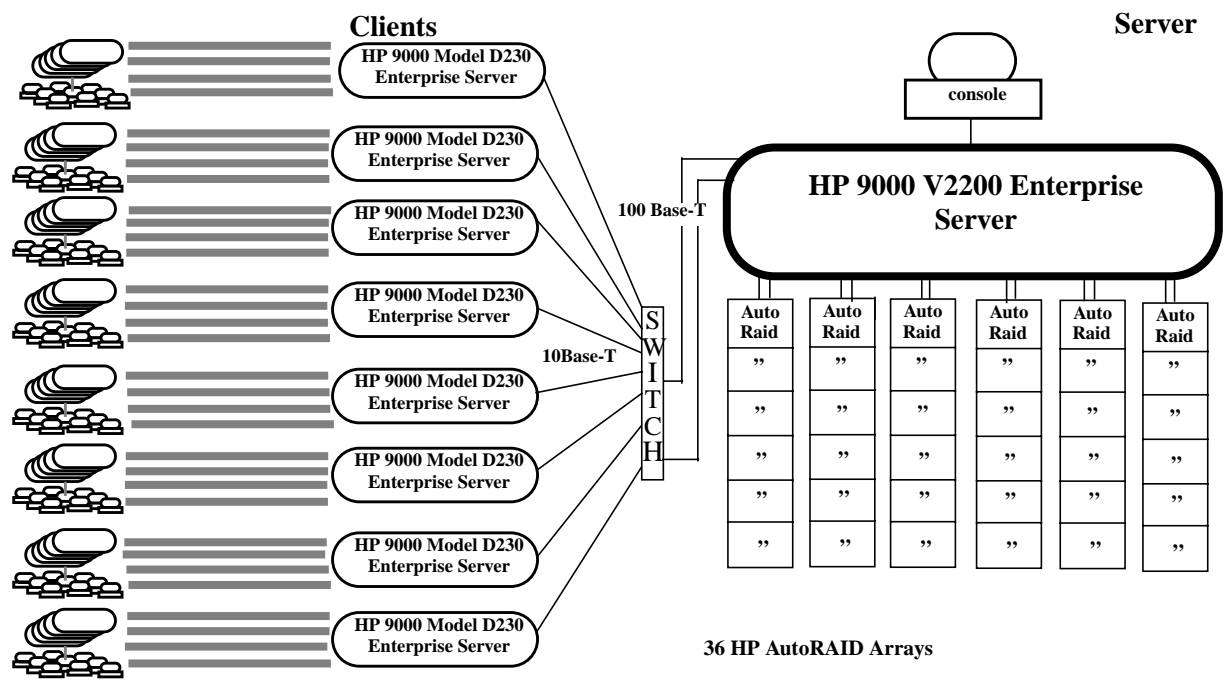 Clients
Server
HP 9000 Model D230
Enterprise Server
HP 9000 Model D230
Enterprise Server
HP 9000 Model D230
Enterprise Server
HP 9000 Model D230
Enterprise Server
HP 9000 Model D230
Enterprise Server
HP 9000 Model D230
Enterprise Server
HP 9000 Model D230
Enterprise Server
HP 9000 Model D230
Enterprise Server
10Base-T
S
W
I
T
C
H
100 Base-T
console
HP 9000 V2200 Enterprise
Server
Auto Auto Auto Auto Auto Auto
Raid Raid Raid Raid Raid Raid
” ” ” ” ” ”
” ” ” ” ” ”
” ” ” ” ” ”
” ” ” ” ” ”
” ” ” ” ” ”
36 HP AutoRAID Arrays